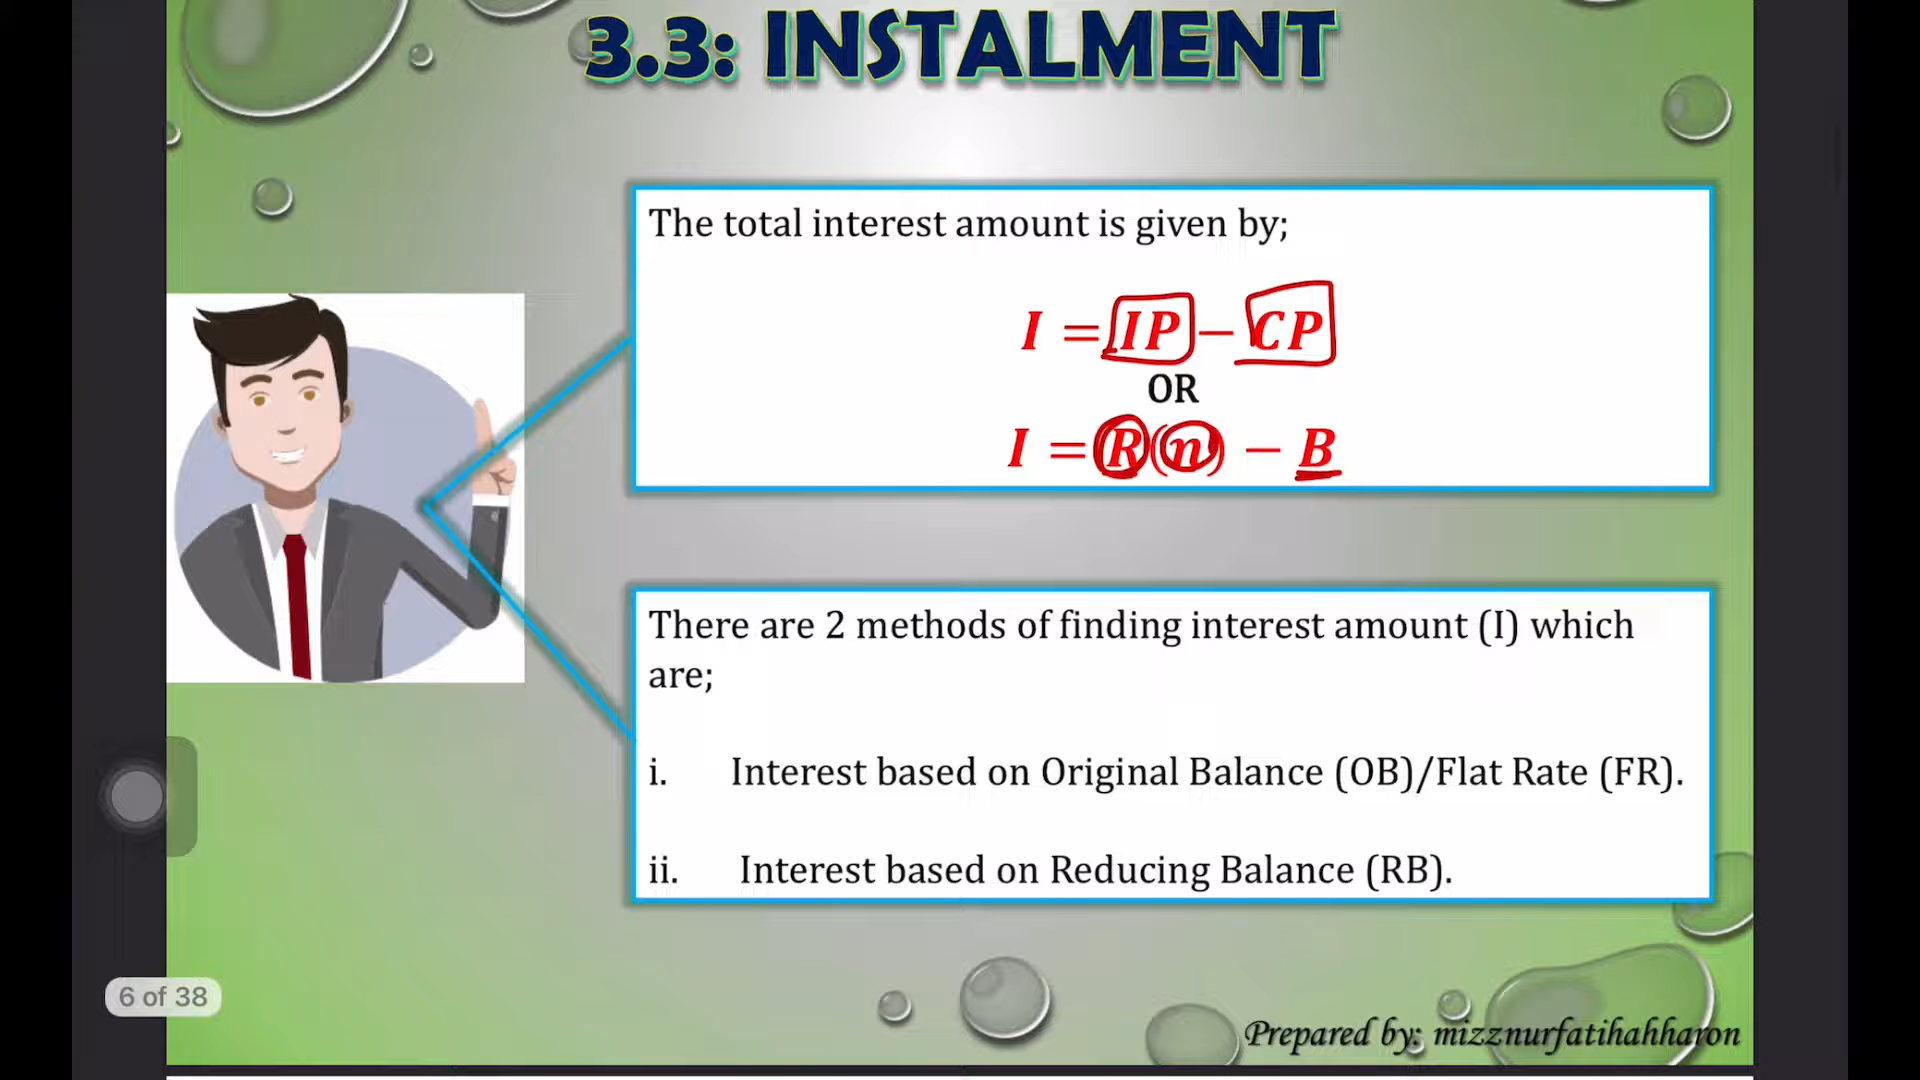 3.3: INSTALMENT
The total interest amount is given by;
I = IP − CP
OR
I = R(n) − B
There are 2 methods of finding interest amount (I) which
are;
i. Interest based on Original Balance (OB)/Flat Rate (FR).
ii. Interest based on Reducing Balance (RB).
6 of 38
Prepared by: mizznurfatihahharon